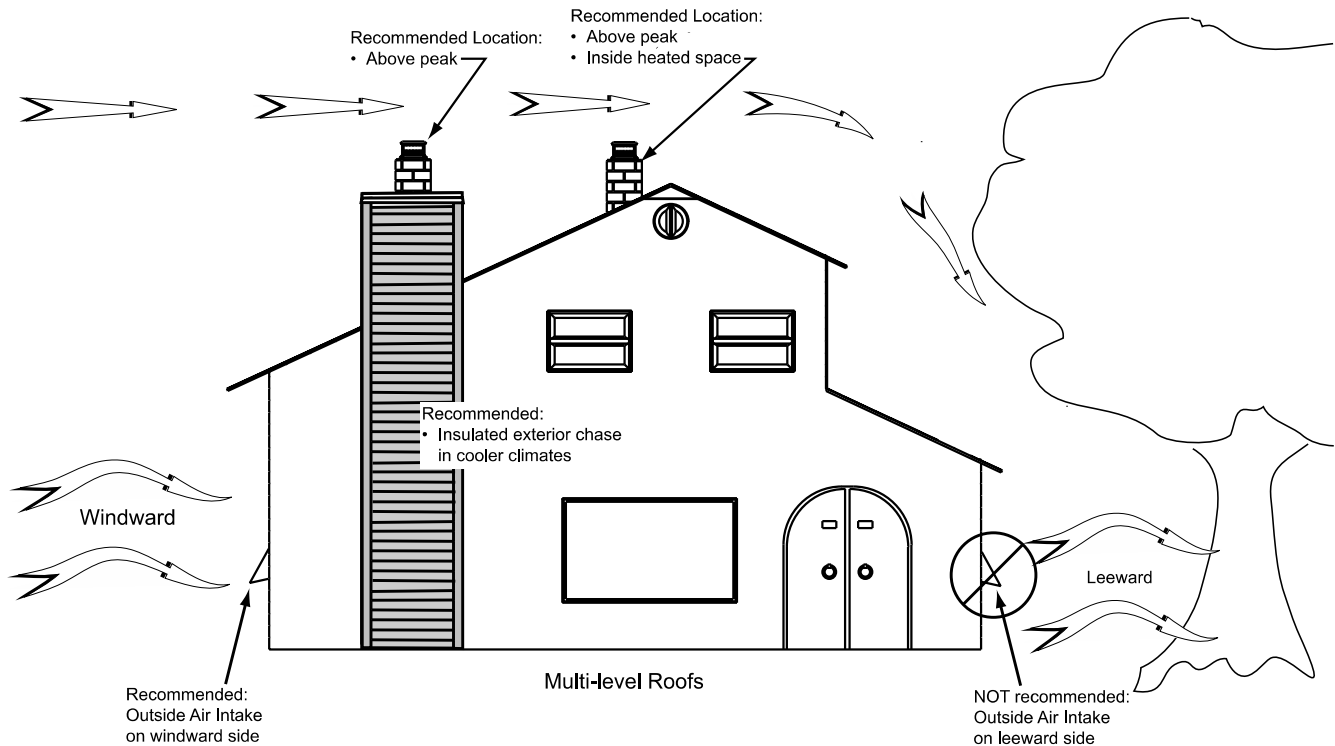 Recommended Location:
• Above peak
Recommended Location:
• Above peak
• Inside heated space
Recommended:
• Insulated exterior chase
in cooler climates
Windward
Leeward
Recommended:
Outside Air Intake
on windward side
Multi-level Roofs
NOT recommended:
Outside Air Intake
on leeward side